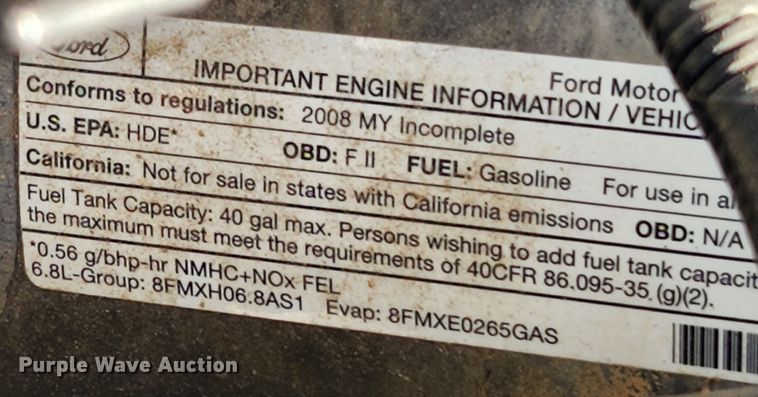 Ford
Ford Motor
IMPORTANT ENGINE INFORMATION / VEHIC
Conforms to regulations: 2008 MY Incomplete
U.S. EPA: HDE* OBD: F II FUEL: Gasoline For use in al
California: Not for sale in states with California emissions OBD: N/A
Fuel Tank Capacity: 40 gal max. Persons wishing to add fuel tank capacit
the maximum must meet the requirements of 40CFR 86.095-35.(g)(2).
*0.56 g/bhp-hr NMHC+NOx FEL
6.8L-Group: 8FMXH06.8AS1 Evap: 8FMXE0265GAS
Purple Wave Auction